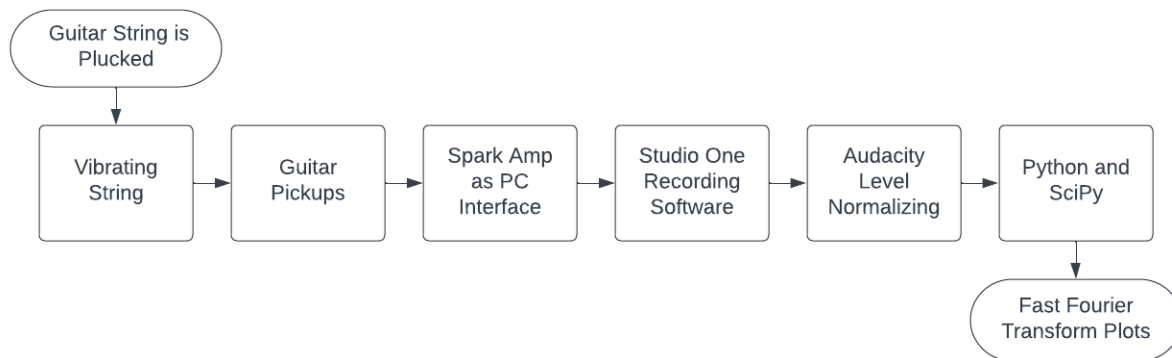 Guitar String is
Plucked
Vibrating
String
Guitar
Pickups
Spark Amp
as PC
Interface
Studio One
Recording
Software
Audacity
Level
Normalizing
Python and
SciPy
Fast Fourier
Transform Plots